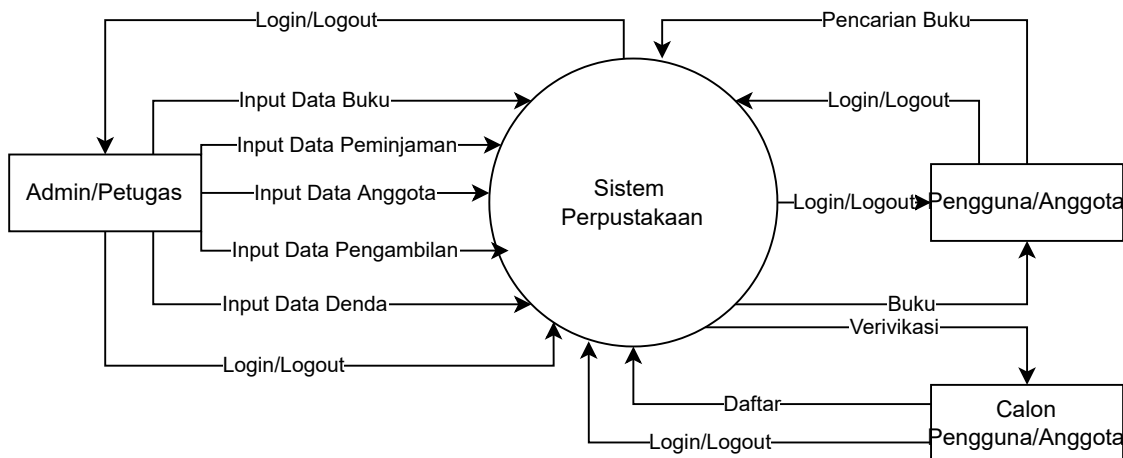 Login/Logout
Pencarian Buku
Input Data Buku
Login/Logout
Input Data Peminjaman
Admin/Petugas
Input Data Anggota
Sistem
Perpustakaan
Login/Logout
Pengguna/Anggota
Input Data Pengambilan
Input Data Denda
Buku
Verivikasi
Login/Logout
Daftar
Calon
Pengguna/Anggota
Login/Logout